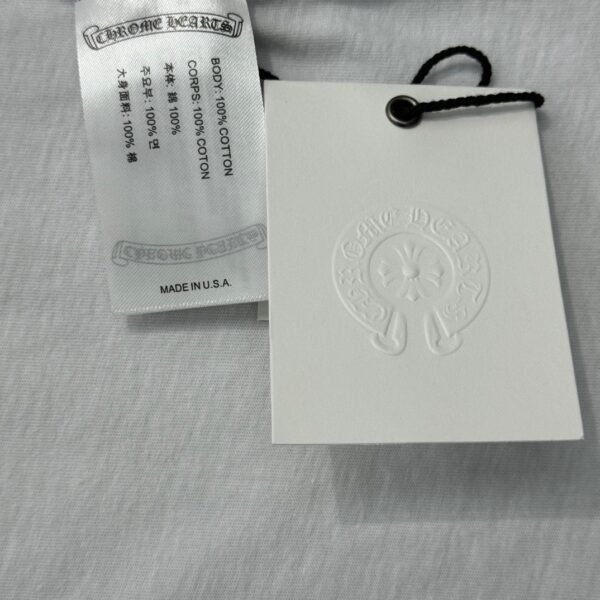 CHROME HEARTS
BODY: 100% COTTON
CORPS: 100% COTON
本体: 綿 100%
주요부: 100% 면
大身面料: 100% 棉
CHROME HEARTS
MADE IN U.S.A.
CHROME HEARTS